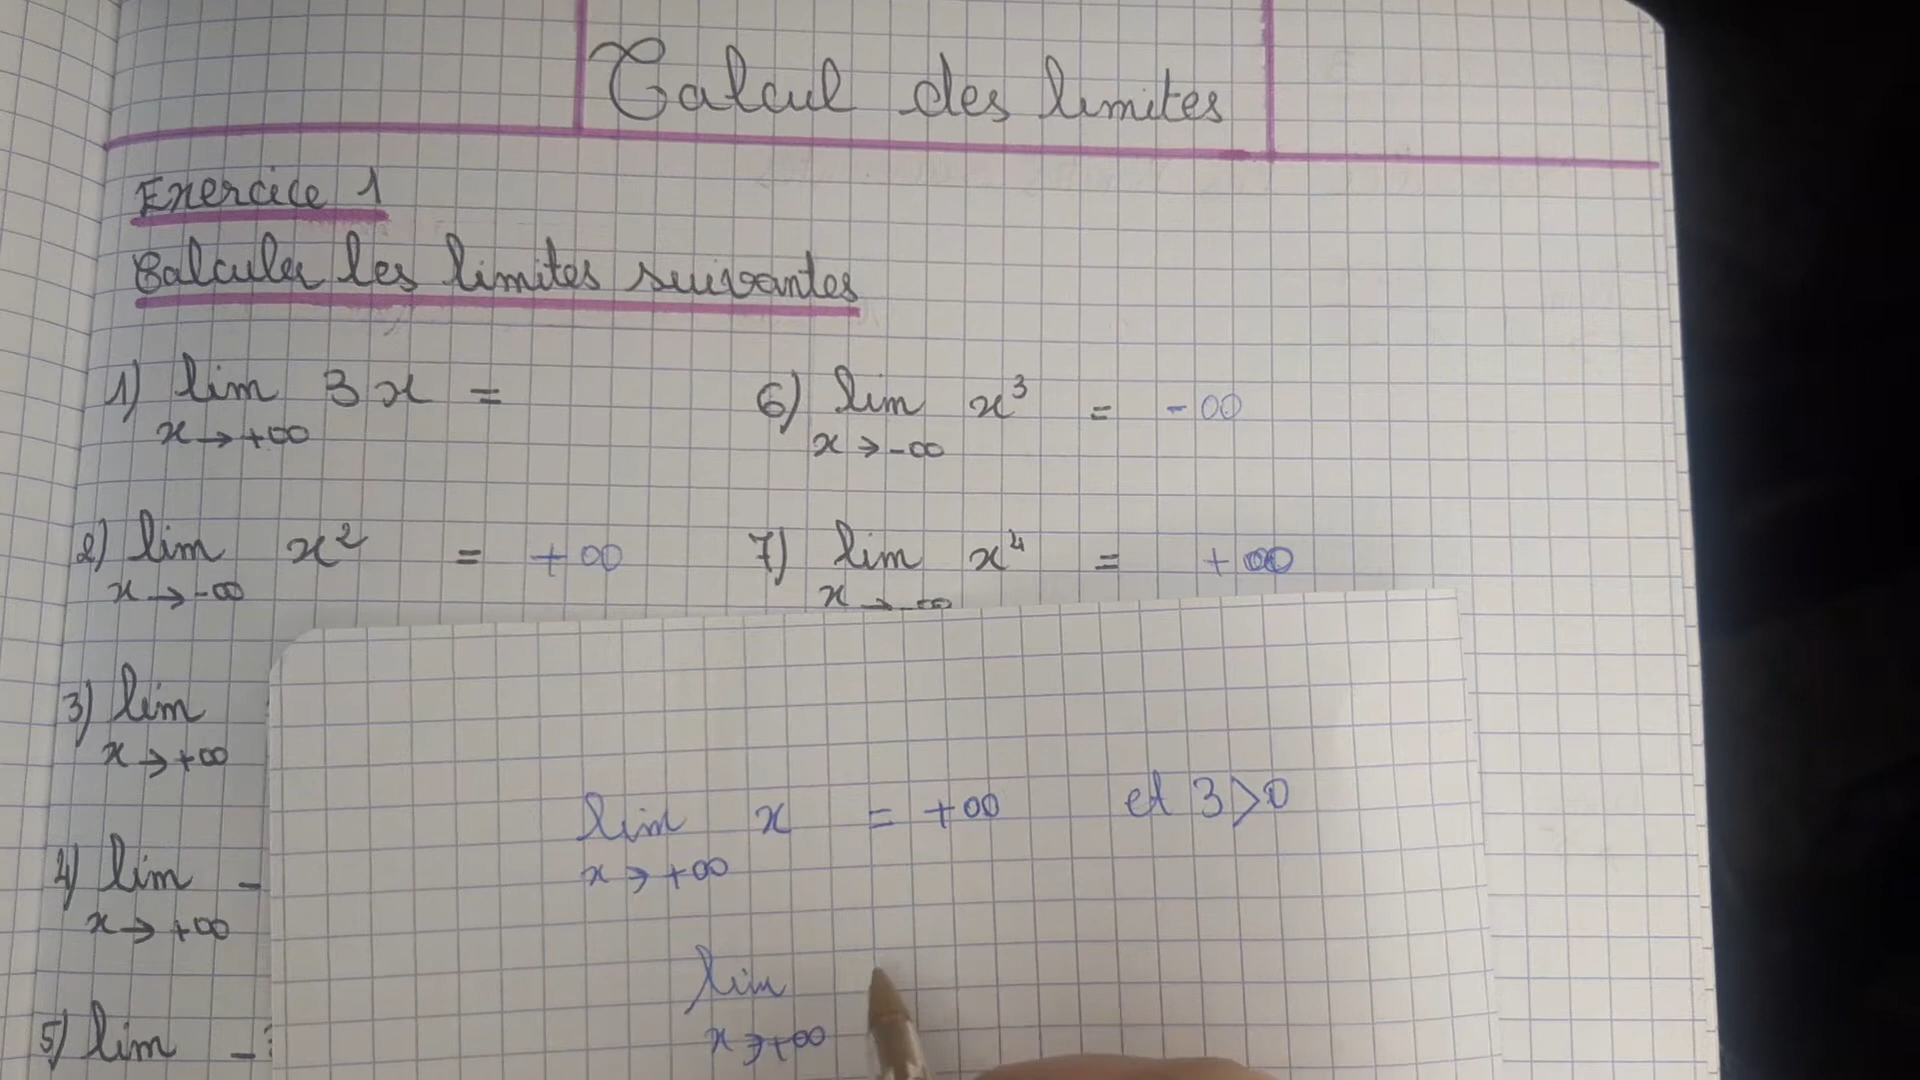 Calcul des limites
Exercice 1
Calculer les limites suivantes
1) lim 3x =
x→+∞
2) lim x² = +∞
x→-∞
3) lim
x→+∞
4) lim -
x→+∞
5) lim -
6) lim x³ = -∞
x→-∞
7) lim x⁴ = +∞
x→-∞
lim x = +∞ et 3>0
x→+∞
lim
x→+∞